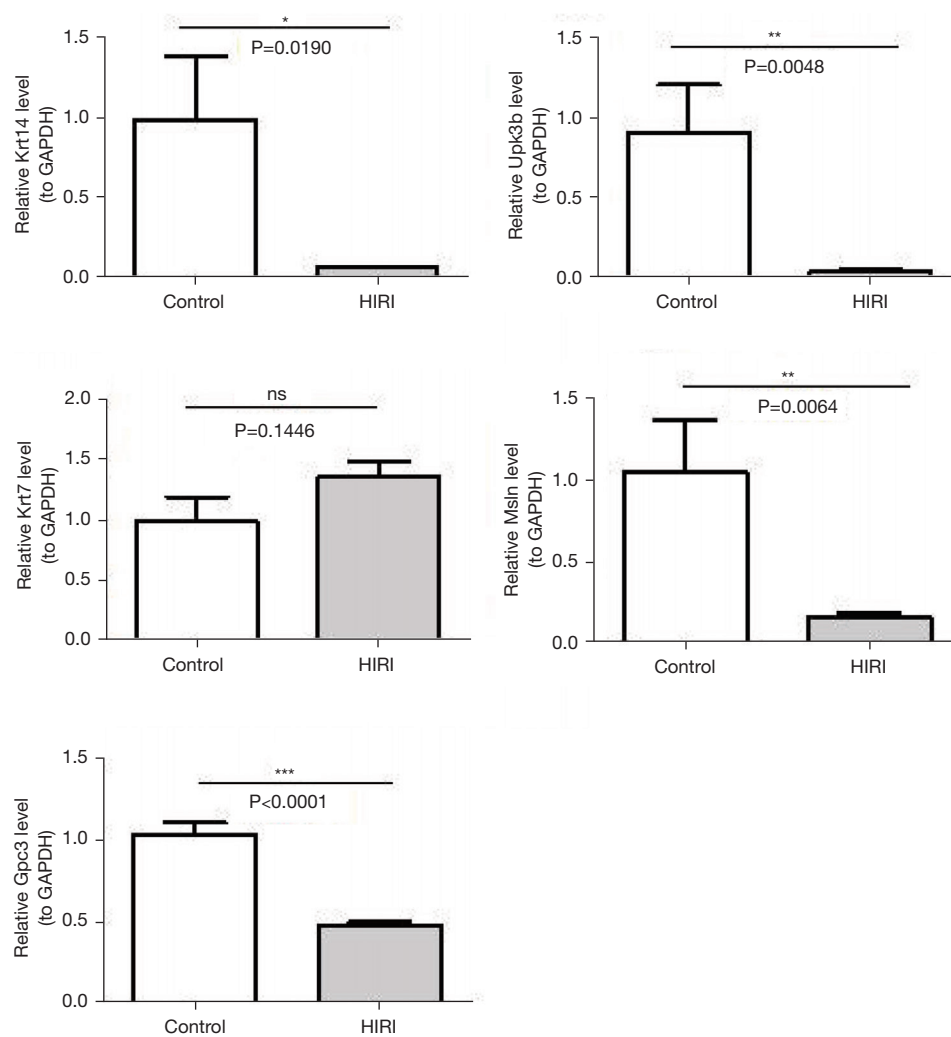 *
P=0.0190
1.5
1.0
0.5
0.0
Relative Krt14 level
(to GAPDH)
Control
HIRI
**
P=0.0048
1.5
1.0
0.5
0.0
Relative Upk3b level
(to GAPDH)
Control
HIRI
ns
P=0.1446
2.0
1.5
1.0
0.5
0.0
Relative Krt7 level
(to GAPDH)
Control
HIRI
**
P=0.0064
1.5
1.0
0.5
0.0
Relative Msln level
(to GAPDH)
Control
HIRI
***
P<0.0001
1.5
1.0
0.5
0.0
Relative Gpc3 level
(to GAPDH)
Control
HIRI